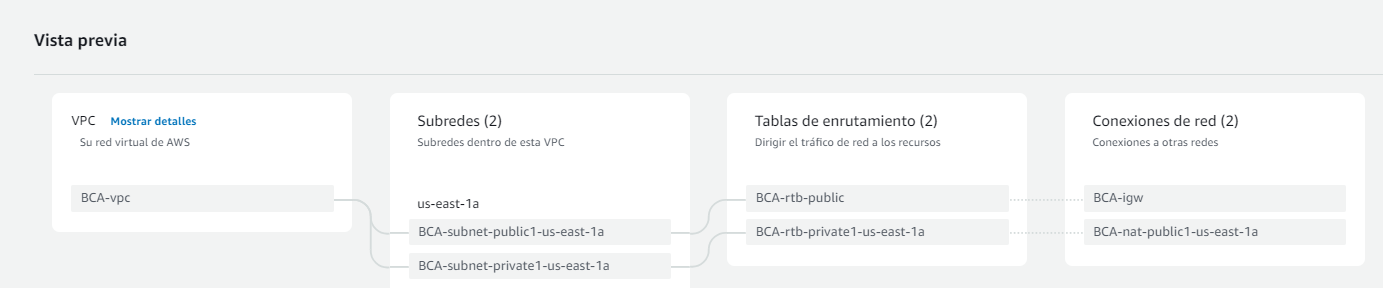 Vista previa
VPC Mostrar detalles
Su red virtual de AWS
BCA-vpc
Subredes (2)
Subredes dentro de esta VPC
us-east-1a
BCA-subnet-public1-us-east-1a
BCA-subnet-private1-us-east-1a
Tablas de enrutamiento (2)
Dirigir el tráfico de red a los recursos
BCA-rtb-public
BCA-rtb-private1-us-east-1a
Conexiones de red (2)
Conexiones a otras redes
BCA-igw
BCA-nat-public1-us-east-1a